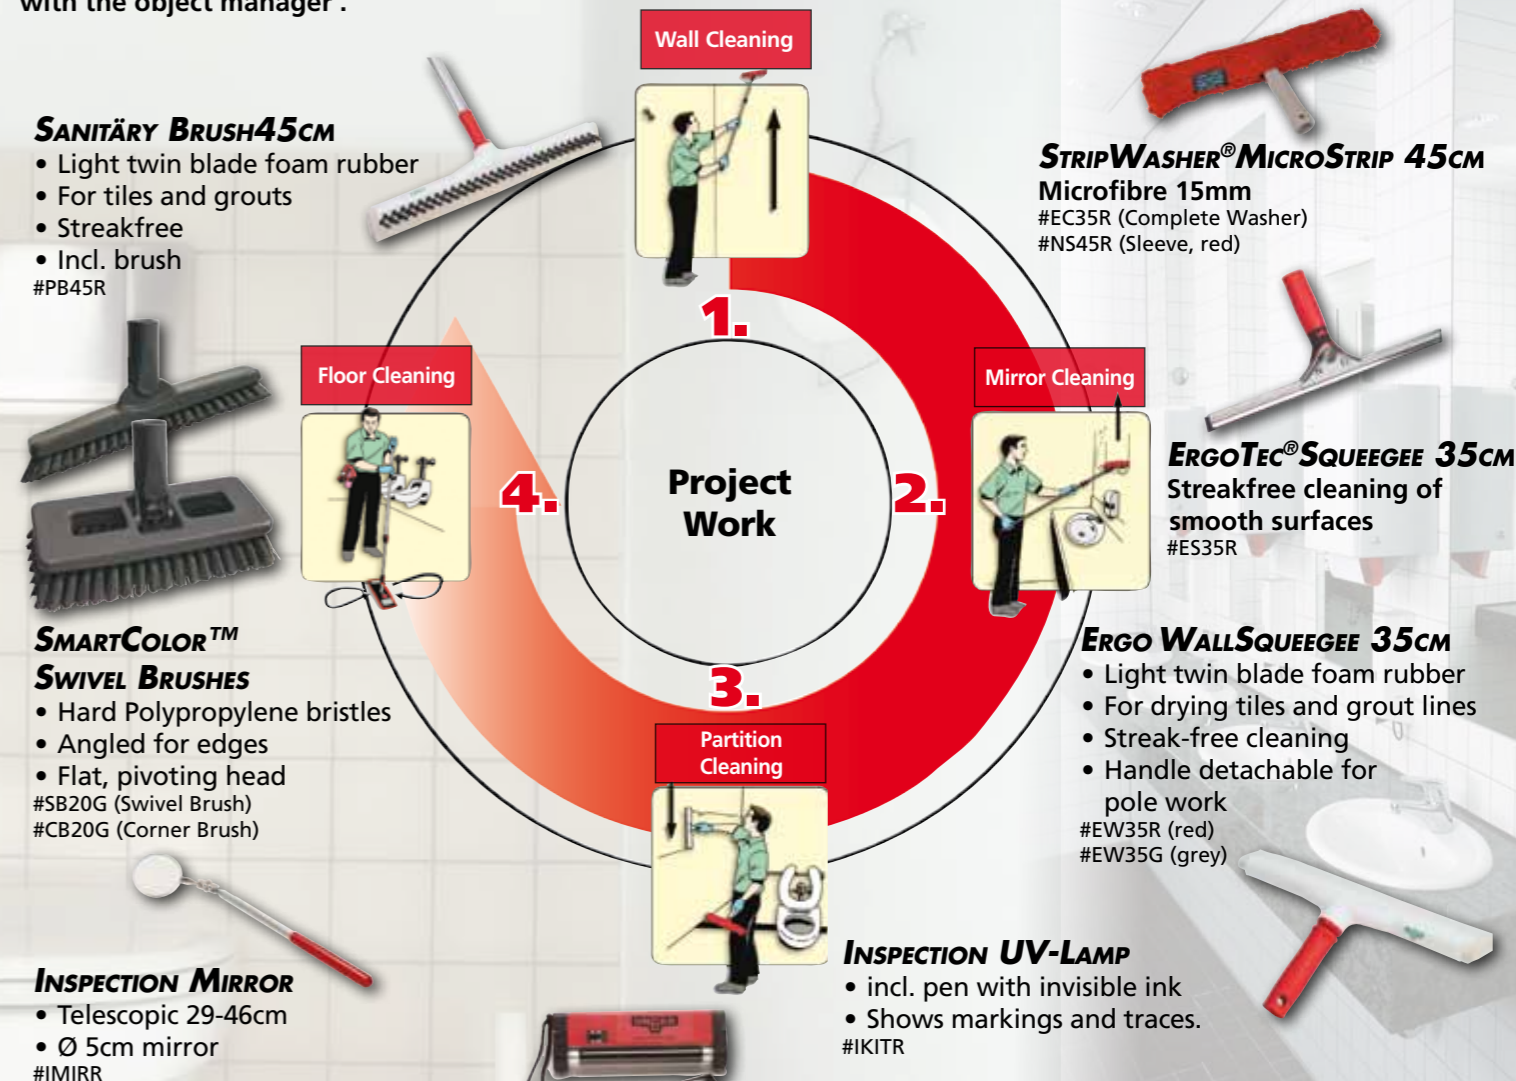 with the object manager .
Wall Cleaning
SANITÄRY BRUSH45CM
• Light twin blade foam rubber
• For tiles and grouts
• Streakfree
• Incl. brush
#PB45R
STRIPWASHER®MICROSTRIP 45CM
Microfibre 15mm
#EC35R (Complete Washer)
#NS45R (Sleeve, red)
1.
Floor Cleaning
Mirror Cleaning
Project
Work
4.
2.
ERGOTEC®SQUEEGEE 35CM
Streakfree cleaning of
smooth surfaces
#ES35R
SMARTCOLOR™
SWIVEL BRUSHES
• Hard Polypropylene bristles
• Angled for edges
• Flat, pivoting head
#SB20G (Swivel Brush)
#CB20G (Corner Brush)
3.
Partition
Cleaning
ERGO WALLSQUEEGEE 35CM
• Light twin blade foam rubber
• For drying tiles and grout lines
• Streak-free cleaning
• Handle detachable for
pole work
#EW35R (red)
#EW35G (grey)
INSPECTION MIRROR
• Telescopic 29-46cm
• Ø 5cm mirror
#IMIRR
INSPECTION UV-LAMP
• incl. pen with invisible ink
• Shows markings and traces.
#IKITR